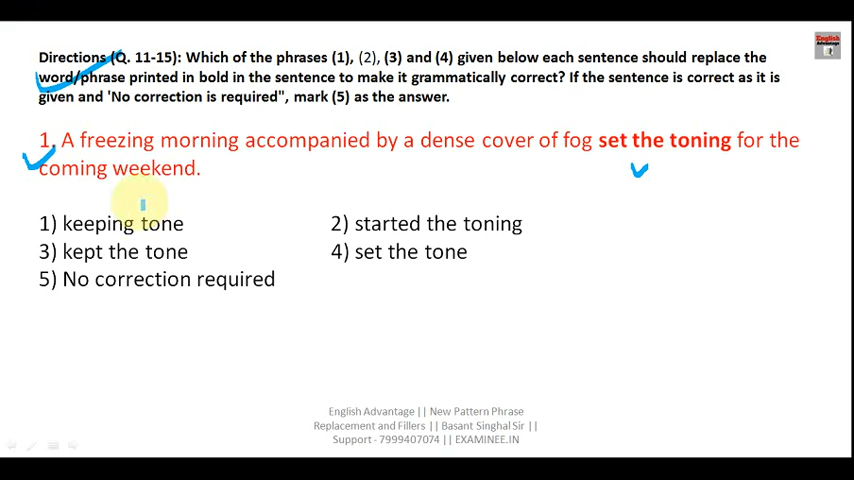 English
Advantage
Directions (Q. 11-15): Which of the phrases (1), (2), (3) and (4) given below each sentence should replace the
word/phrase printed in bold in the sentence to make it grammatically correct? If the sentence is correct as it is
given and 'No correction is required", mark (5) as the answer.
1. A freezing morning accompanied by a dense cover of fog set the toning for the
coming weekend.
1) keeping tone 2) started the toning
3) kept the tone 4) set the tone
5) No correction required
English Advantage || New Pattern Phrase
Replacement and Fillers || Basant Singhal Sir ||
Support - 7999407074 || EXAMINEE.IN